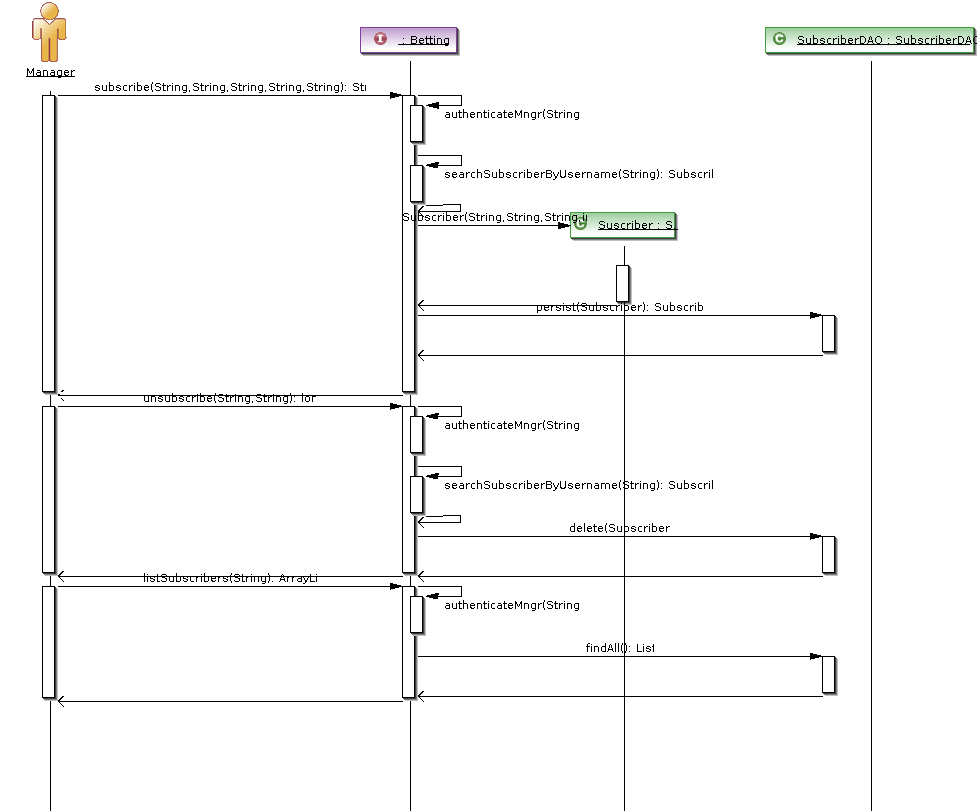 I : Betting
C SubscriberDAO : SubscriberDAO
Manager
subscribe(String,String,String,String,String): Stri
authenticateMngr(String
searchSubscriberByUsername(String): Subscril
Subscriber(String,String,String,
C Suscriber : S
persist(Subscriber): Subscrib
unsubscribe(String,String): lor
authenticateMngr(String
searchSubscriberByUsername(String): Subscril
delete(Subscriber
listSubscribers(String): ArrayLi
authenticateMngr(String
findAll(): List